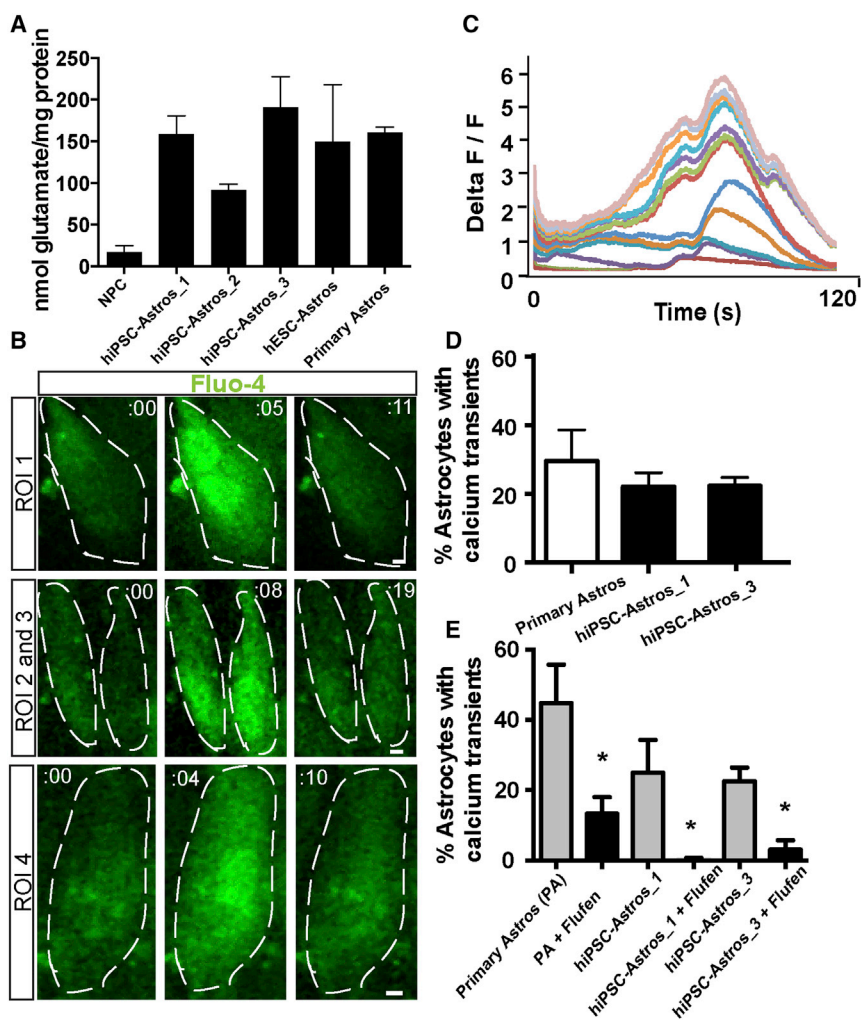 A
nmol glutamate/mg protein
250
200
150
100
50
0
NPC
hiPSC-Astros_1
hiPSC-Astros_2
hiPSC-Astros_3
hESC-Astros
Primary Astros
B
Fluo-4
ROI 1
:00
:05
:11
ROI 2 and 3
:00
:08
:19
ROI 4
:00
:04
:10
C
Delta F / F
6
5
4
3
2
1
0
0
Time (s)
120
D
% Astrocytes with
calcium transients
60
40
20
0
Primary Astros
hiPSC-Astros_1
hiPSC-Astros_3
E
% Astrocytes with
calcium transients
60
40
20
0
*
*
*
Primary Astros (PA)
PA + Flufen
hiPSC-Astros_1
hiPSC-Astros_1 + Flufen
hiPSC-Astros_3
hiPSC-Astros_3 + Flufen